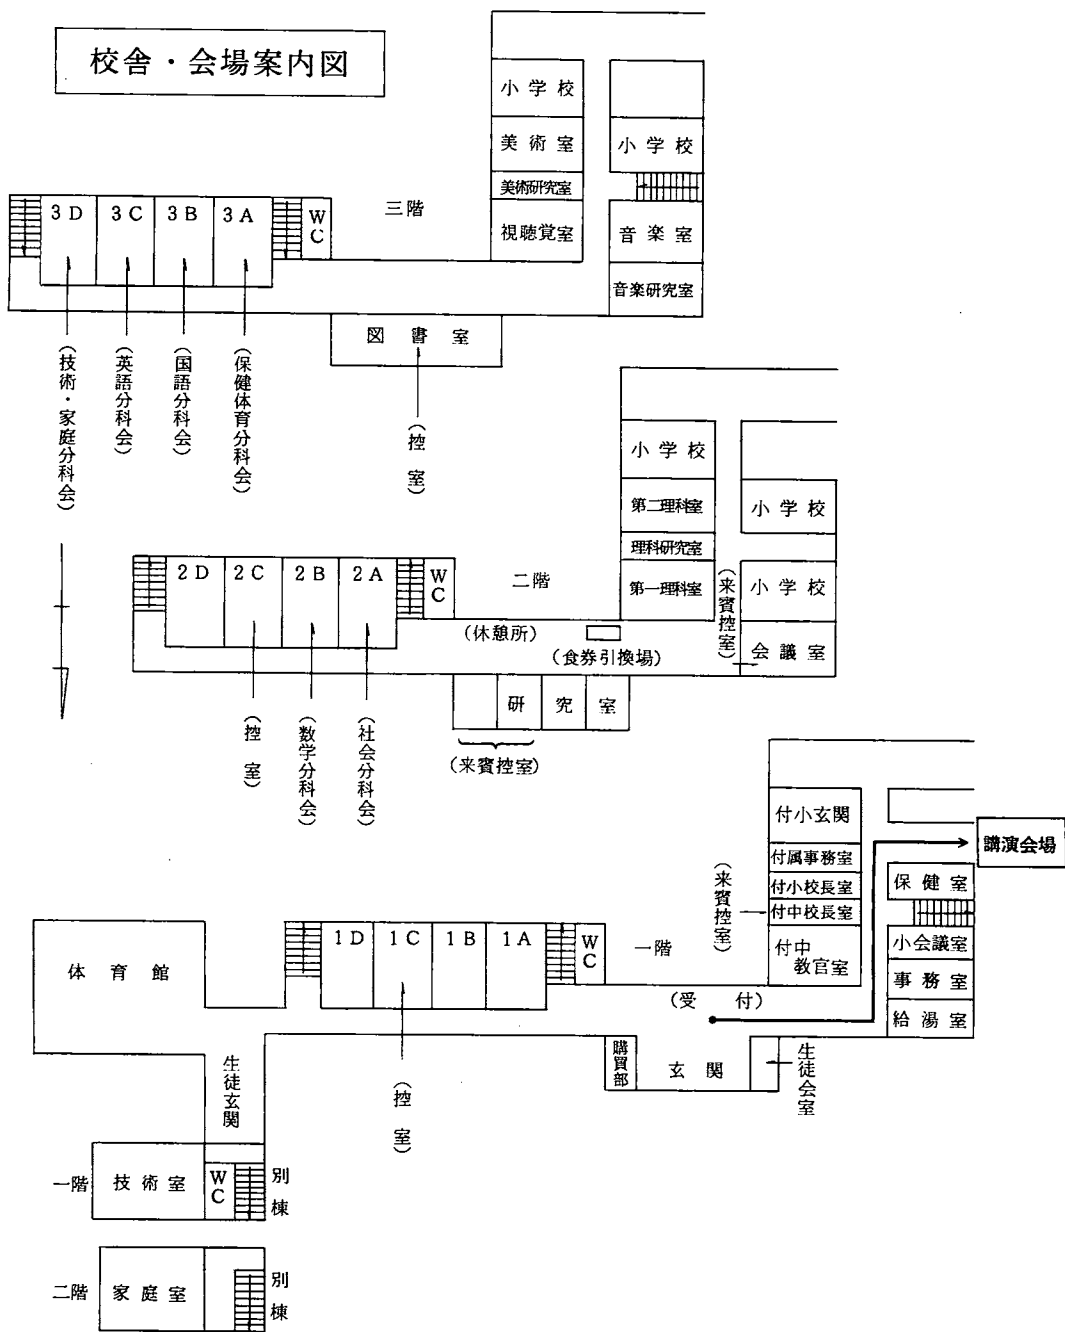 校舎・会場案内図
小学校
美術室
小学校
美術研究室
視聴覚室
音楽室
音楽研究室
三階
3D
3C
3B
3A
WC
図書室
(技術・家庭分科会)
(英語分科会)
(国語分科会)
(保健体育分科会)
(控室)
小学校
第二理科室
小学校
理科研究室
第一理科室
(来賓控室)
小学校
会議室
二階
2D
2C
2B
2A
WC
(休憩所)
(食券引換場)
研究室
(来賓控室)
(控室)
(数学分科会)
(社会分科会)
付小玄関
付属事務室
付小校長室
付中校長室
付中
教官室
(来賓控室)
講演会場
保健室
小会議室
事務室
給湯室
一階
体育館
1D
1C
1B
1A
WC
(受付)
購買部
玄関
生徒会室
生徒玄関
(控室)
一階
技術室
WC
別棟
二階
家庭室
別棟